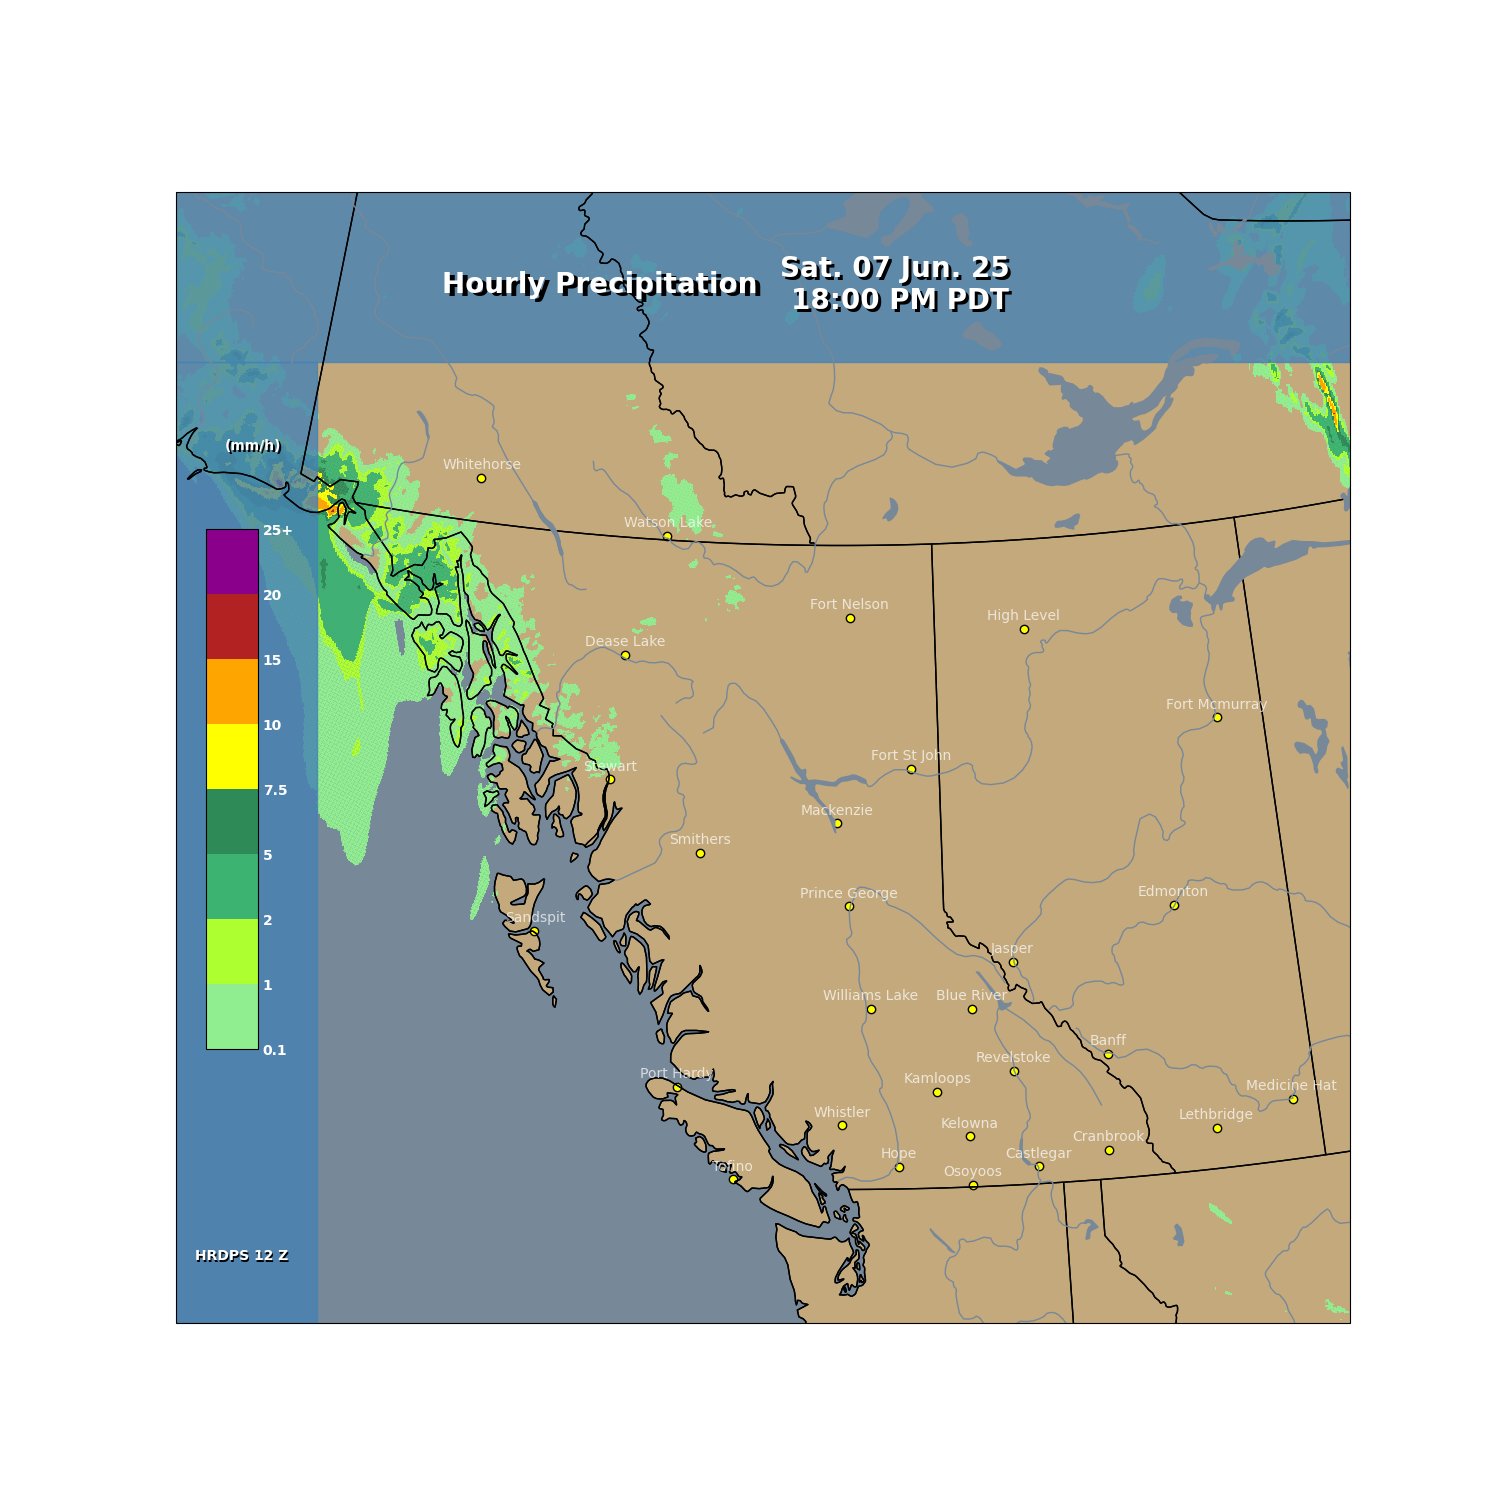 Hourly Precipitation
Sat. 07 Jun. 25
18:00 PM PDT
(mm/h)
Whitehorse
25+
Watson Lake
20
Fort Nelson
High Level
Dease Lake
15
Fort Mcmurray
10
Fort St John
Stewart
7.5
Mackenzie
Smithers
5
Prince George
Edmonton
2
Sandspit
Jasper
1
Williams Lake
Blue River
0.1
Banff
Revelstoke
Port Hardy
Kamloops
Medicine Hat
Whistler
Lethbridge
Kelowna
Cranbrook
Hope
Castlegar
Tofino
Osoyoos
HRDPS 12 Z